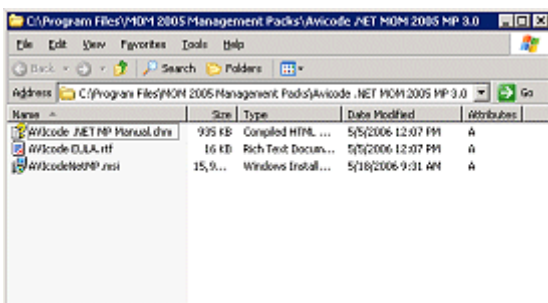 C:\Program Files\MOM 2005 Management Packs\Avicode .NET MOM 2005 MP 3.0
File Edit View Favorites Tools Help
Back Search Folders
Address C:\Program Files\MOM 2005 Management Packs\Avicode .NET MOM 2005 MP 3.0 Go
Name Size Type Date Modified Attributes
AVIcode .NET MP Manual.chm 935 KB Compiled HTML ... 5/5/2006 12:07 PM A
AVIcode EULA.rtf 16 KB Rich Text Docum... 5/5/2006 12:07 PM A
AVIcodeNetMP.msi 15,9... Windows Install... 5/18/2006 9:31 AM A